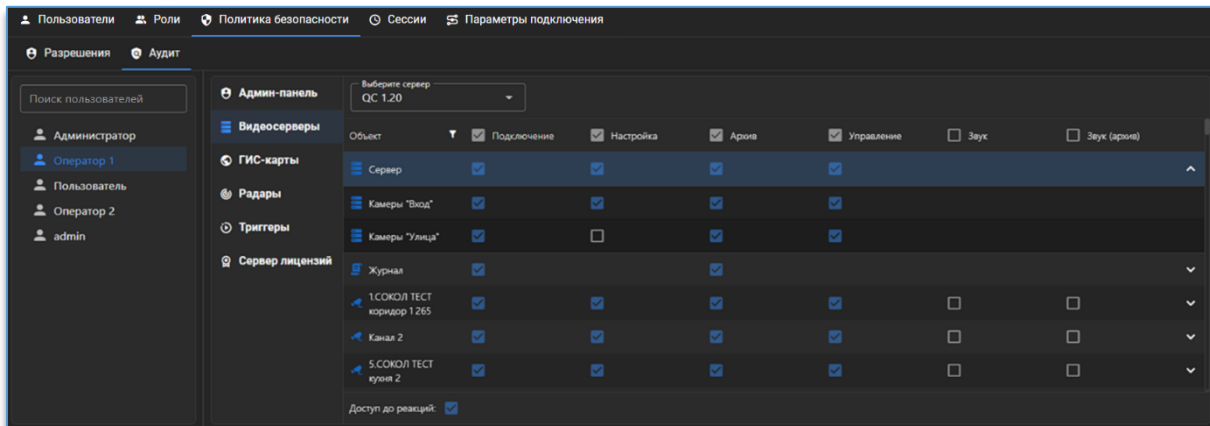 Пользователи Роли Политика безопасности Сессии Параметры подключения
Разрешения Аудит
Поиск пользователей
Администратор
Оператор 1
Пользователь
Оператор 2
admin
Админ-панель
Видеосерверы
ГИС-карты
Радары
Триггеры
Сервер лицензий
Выберите сервер
QC 1.20
Объект Подключение Настройка Архив Управление Звук Звук (архив)
Сервер
Камеры "Вход"
Камеры "Улица"
Журнал
1.СОКОЛ ТЕСТ
коридор 1 265
Канал 2
5.СОКОЛ ТЕСТ
кухня 2
Доступ до реакций: